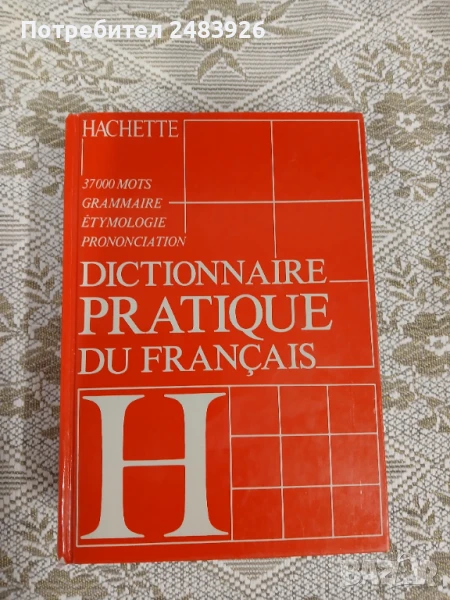 Потребител 2483926
HACHETTE
37000 MOTS
GRAMMAIRE
ÉTYMOLOGIE
PRONONCIATION
DICTIONNAIRE
PRATIQUE
DU FRANÇAIS
H